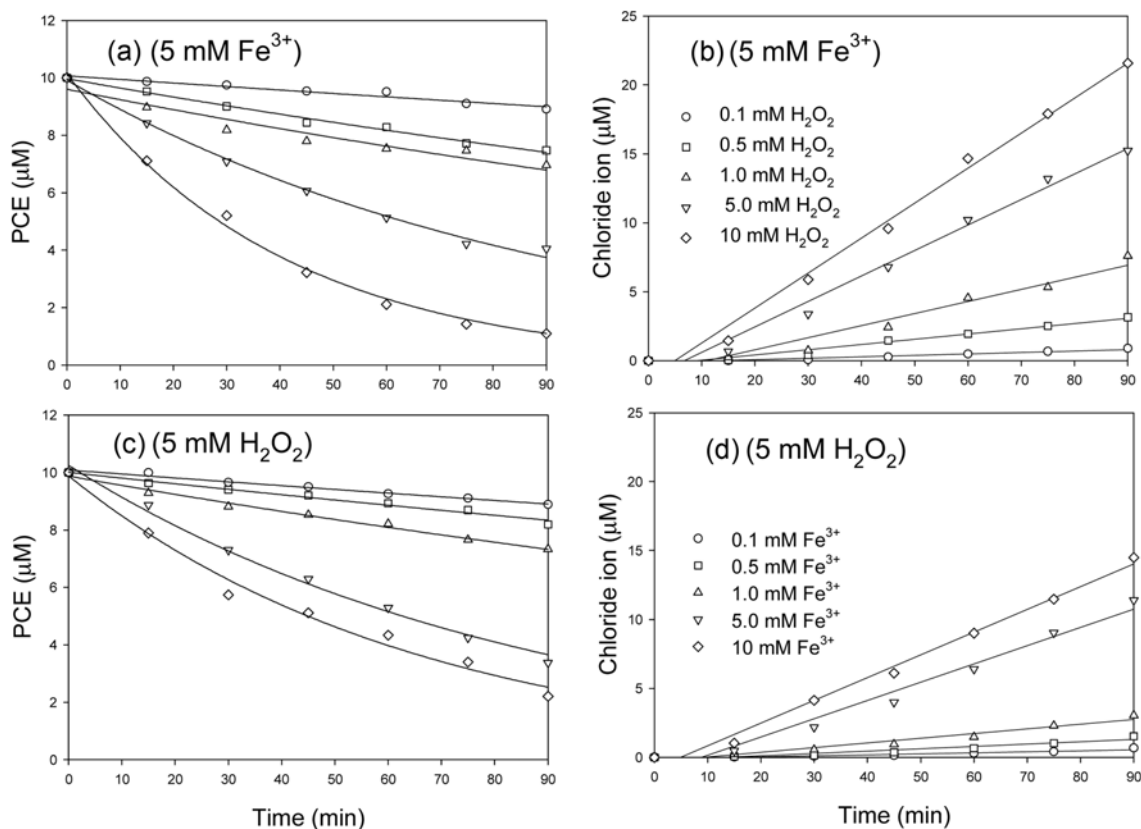 (a) (5 mM Fe³⁺)
PCE (μM)
12
10
8
6
4
2
0
0 10 20 30 40 50 60 70 80 90
(b) (5 mM Fe³⁺)
0.1 mM H₂O₂
0.5 mM H₂O₂
1.0 mM H₂O₂
5.0 mM H₂O₂
10 mM H₂O₂
Chloride ion (μM)
25
20
15
10
5
0
0 10 20 30 40 50 60 70 80 90
(c) (5 mM H₂O₂)
PCE (μM)
12
10
8
6
4
2
0
0 10 20 30 40 50 60 70 80 90
Time (min)
(d) (5 mM H₂O₂)
0.1 mM Fe³⁺
0.5 mM Fe³⁺
1.0 mM Fe³⁺
5.0 mM Fe³⁺
10 mM Fe³⁺
Chloride ion (μM)
25
20
15
10
5
0
0 10 20 30 40 50 60 70 80 90
Time (min)